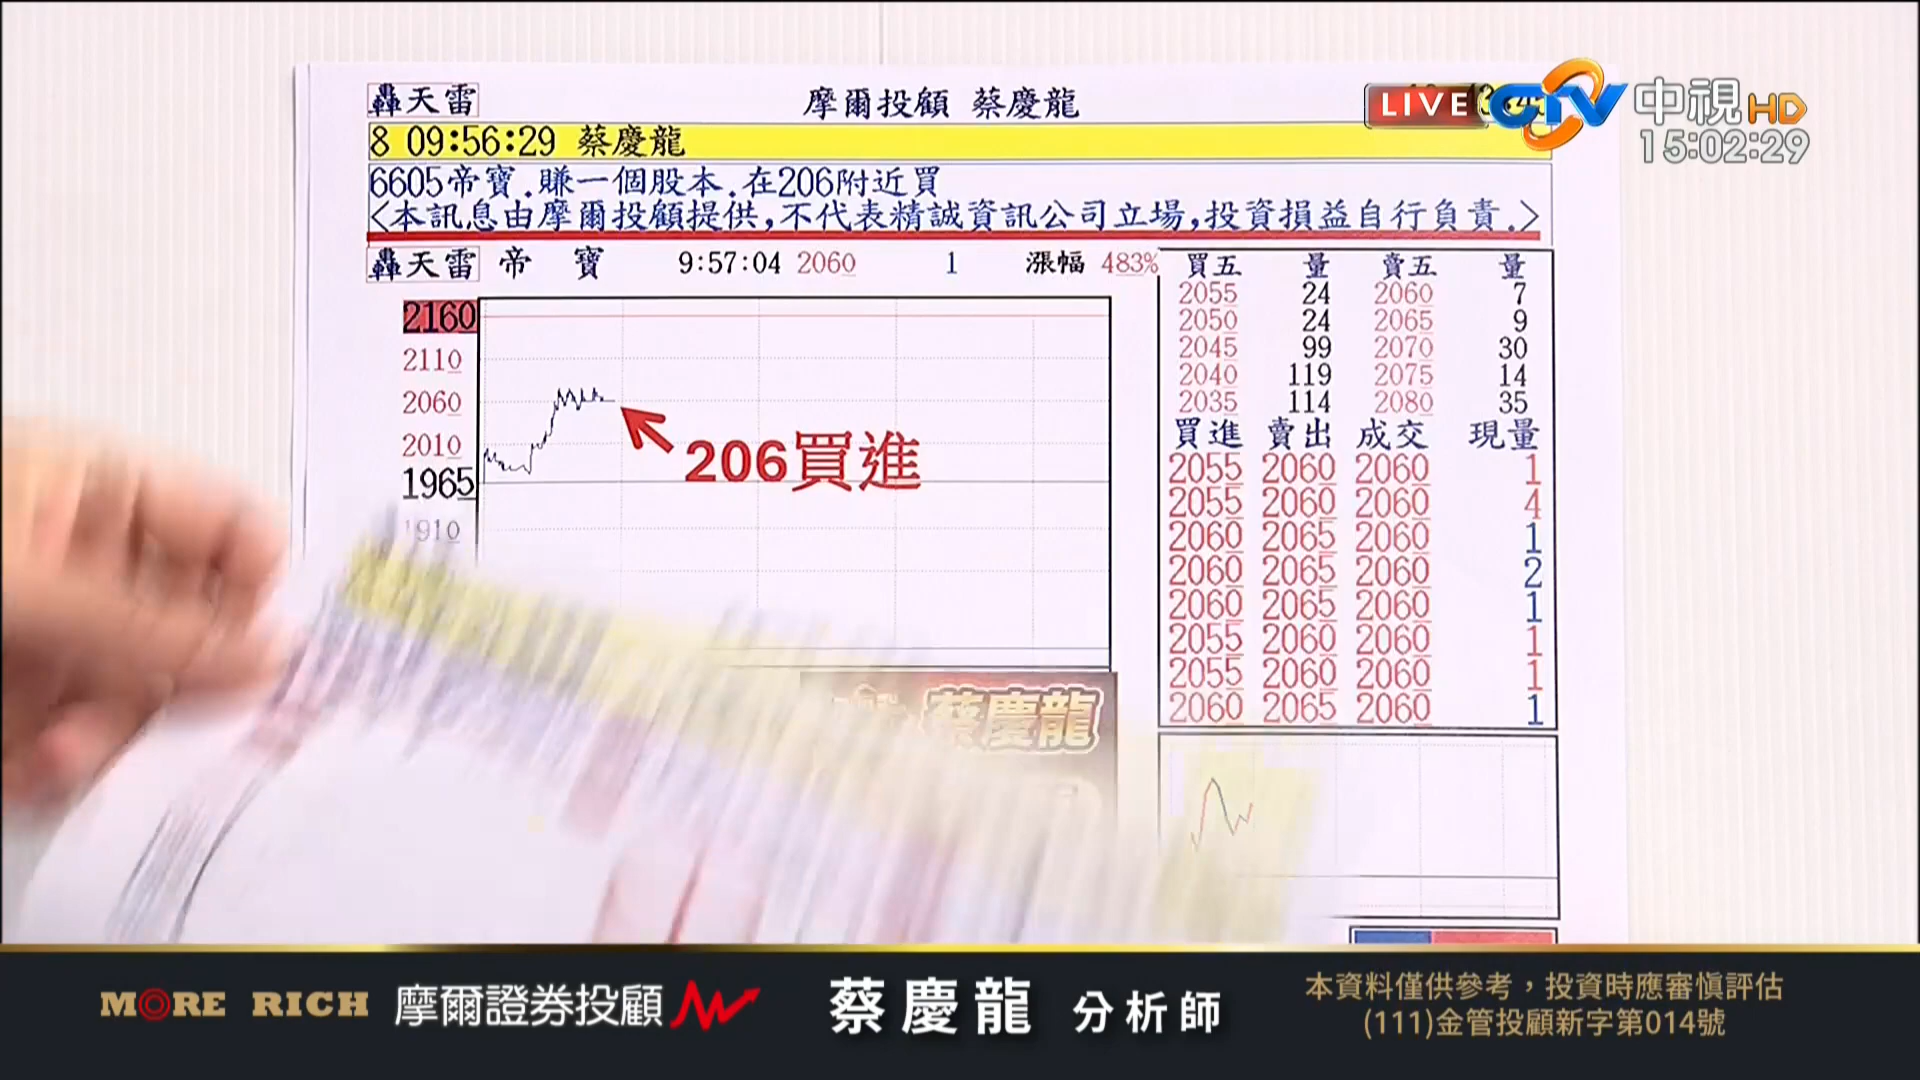 轟天雷 摩爾投顧 蔡慶龍
LIVE CTV 中視HD
15:02:29
8 09:56:29 蔡慶龍
6605帝寶.賺一個股本.在206附近買
<本訊息由摩爾投顧提供,不代表精誠資訊公司立場,投資損益自行負責.>
轟天雷 帝 寶 9:57:04 2060 1 漲幅 483%
2160
2110
2060
2010
1965
1910
206買進
買五 量 賣五 量
2055 24 2060 7
2050 24 2065 9
2045 99 2070 30
2040 119 2075 14
2035 114 2080 35
買進 賣出 成交 現量
2055 2060 2060 1
2055 2060 2060 4
2060 2065 2060 1
2060 2065 2060 2
2060 2065 2060 1
2055 2060 2060 1
2055 2060 2060 1
2060 2065 2060 1
蔡慶龍
MORE RICH 摩爾證券投顧 蔡慶龍 分析師
本資料僅供參考，投資時應審慎評估
(111)金管投顧新字第014號